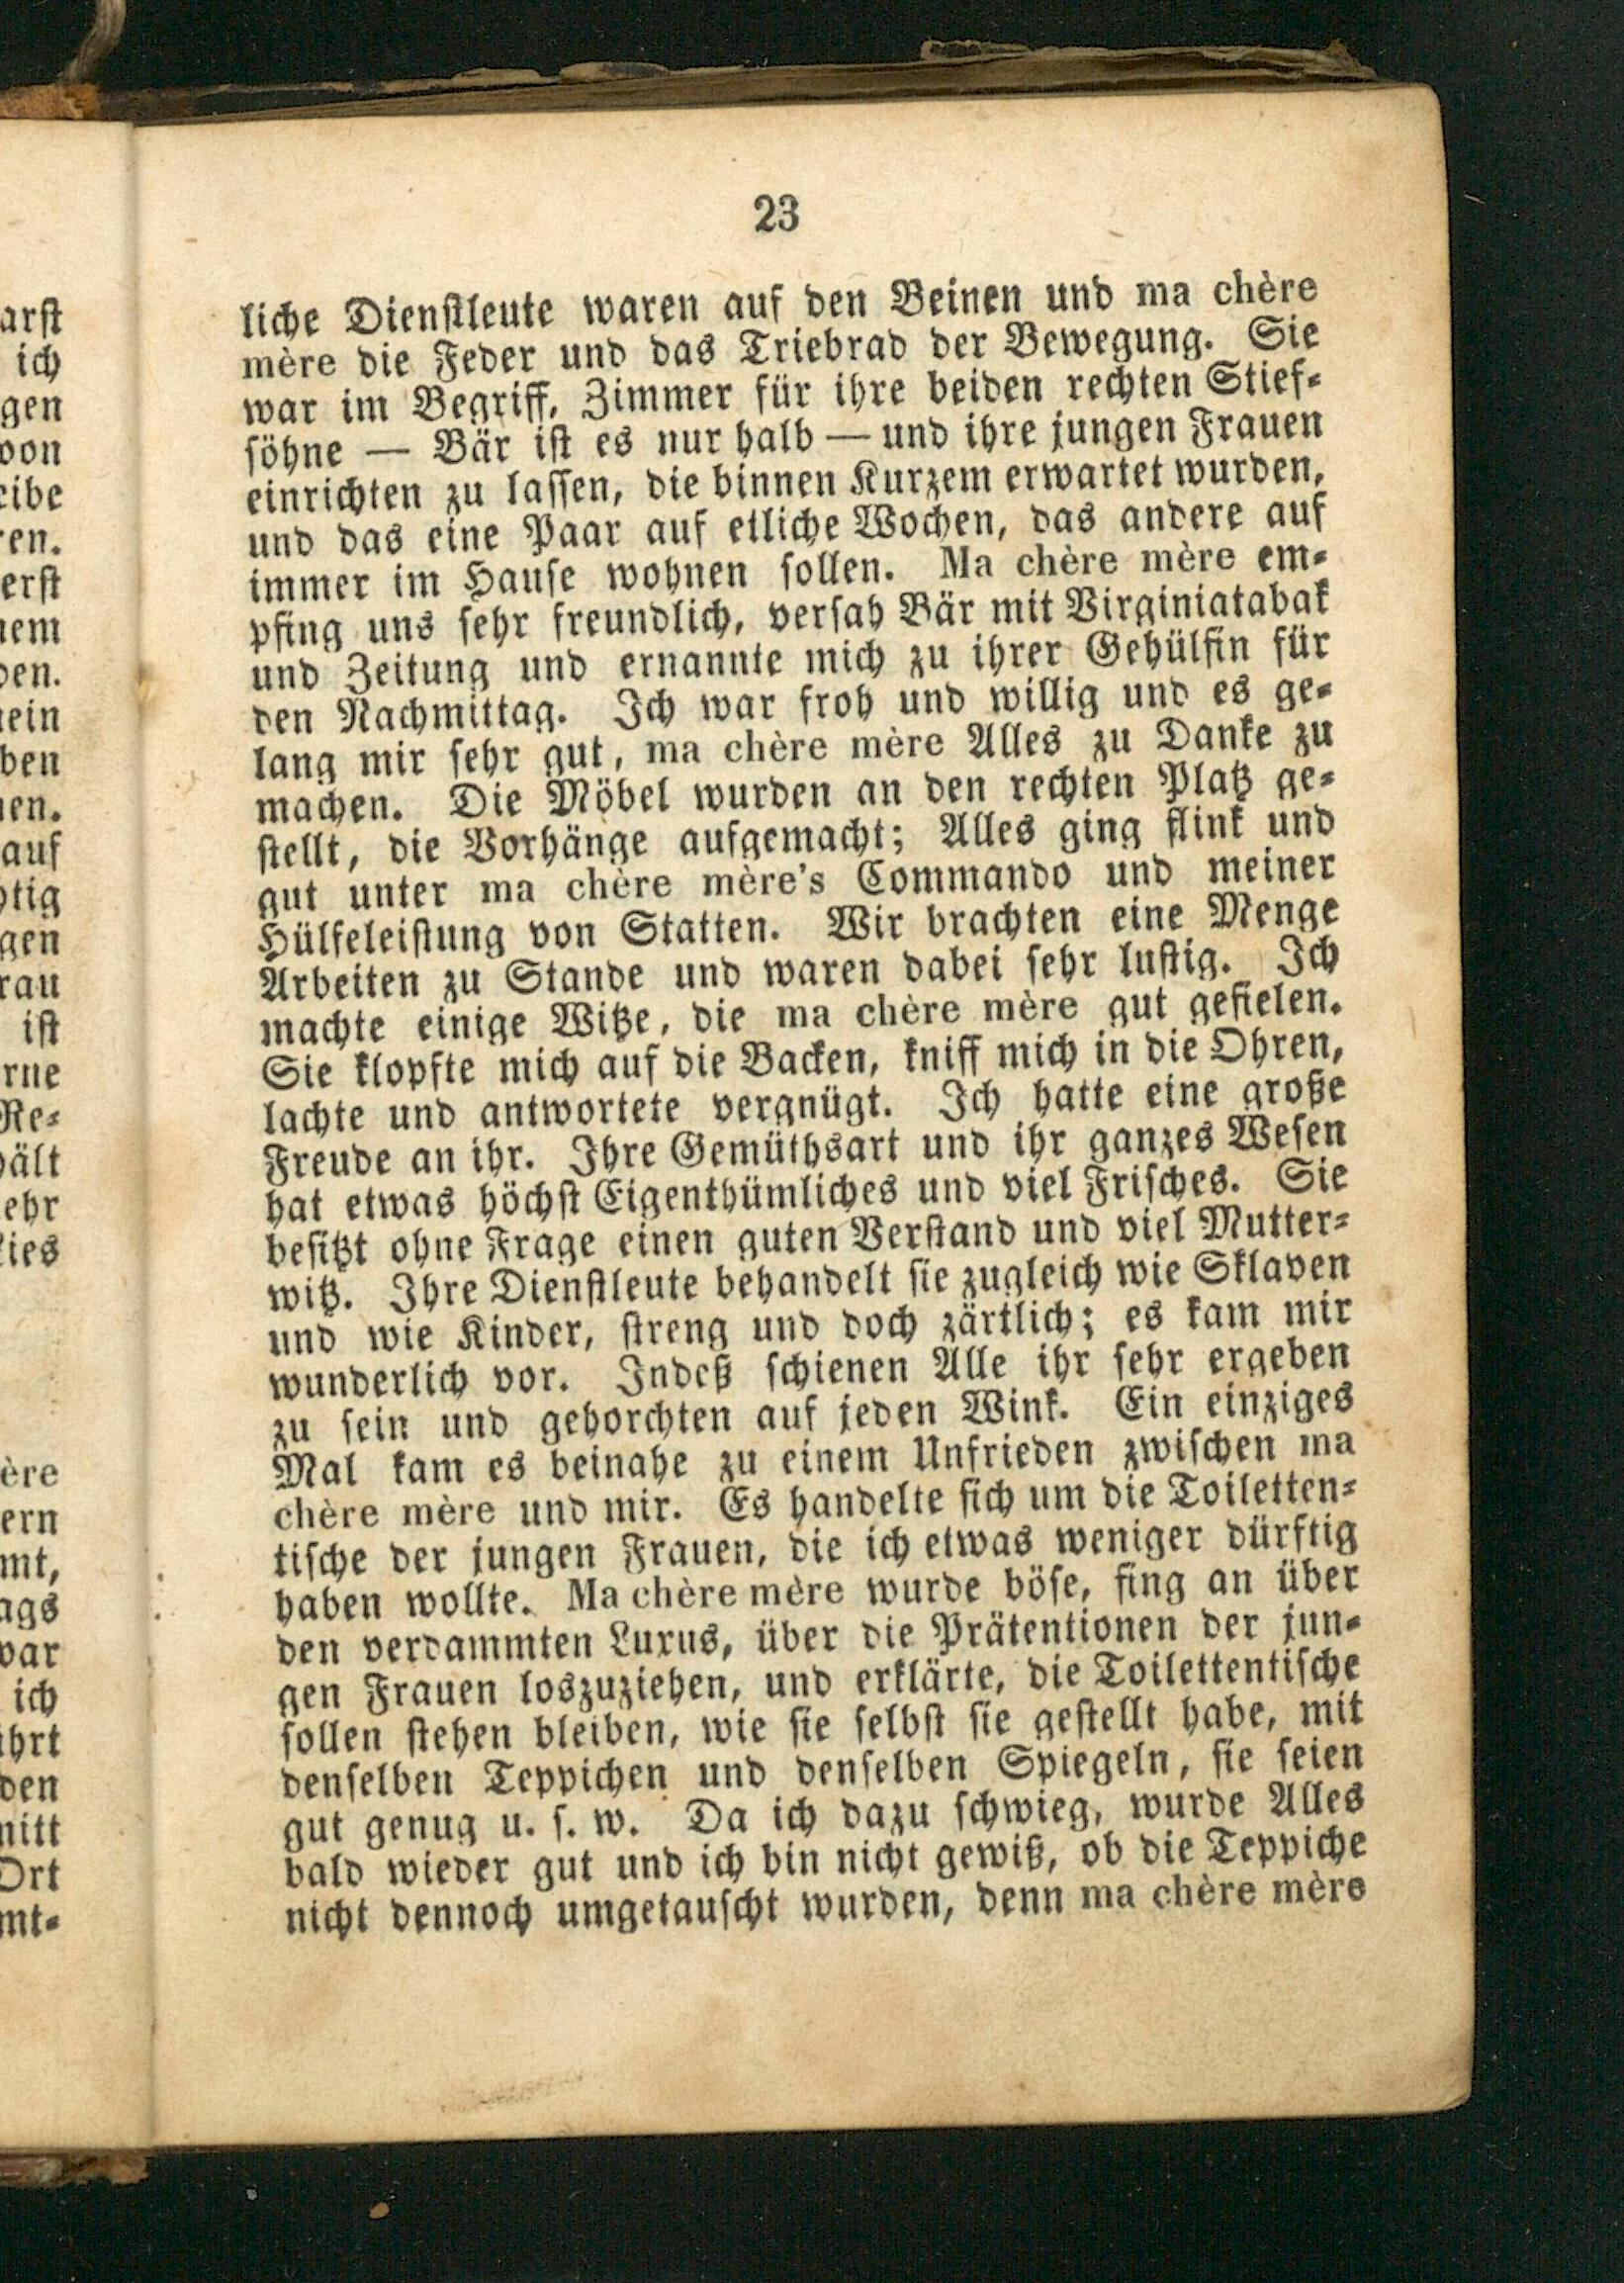 23
liche Dienstleute waren auf den Beinen und ma chère
mère die Feder und das Triebrad der Bewegung. Sie
war im Begriff, Zimmer für ihre beiden rechten Stief-
söhne — Bär ist es nur halb — und ihre jungen Frauen
einrichten zu lassen, die binnen Kurzem erwartet wurden,
und das eine Paar auf etliche Wochen, das andere auf
immer im Hause wohnen sollen. Ma chère mère em-
pfing uns sehr freundlich, versah Bär mit Virginiatabak
und Zeitung und ernannte mich zu ihrer Gehülfin für
den Nachmittag. Ich war froh und willig und es ge-
lang mir sehr gut, ma chère mère Alles zu Danke zu
machen. Die Möbel wurden an den rechten Platz ge-
stellt, die Vorhänge aufgemacht; Alles ging flink und
gut unter ma chère mère's Commando und meiner
Hülfeleistung von Statten. Wir brachten eine Menge
Arbeiten zu Stande und waren dabei sehr lustig. Ich
machte einige Witze, die ma chère mère gut gefielen.
Sie klopfte mich auf die Backen, kniff mich in die Ohren,
lachte und antwortete vergnügt. Ich hatte eine große
Freude an ihr. Ihre Gemüthsart und ihr ganzes Wesen
hat etwas höchst Eigenthümliches und viel Frisches. Sie
besitzt ohne Frage einen guten Verstand und viel Mutter-
witz. Ihre Dienstleute behandelt sie zugleich wie Sklaven
und wie Kinder, streng und doch zärtlich; es kam mir
wunderlich vor. Indeß schienen Alle ihr sehr ergeben
zu sein und gehorchten auf jeden Wink. Ein einziges
Mal kam es beinahe zu einem Unfrieden zwischen ma
chère mère und mir. Es handelte sich um die Toiletten-
tische der jungen Frauen, die ich etwas weniger dürftig
haben wollte. Ma chère mère wurde böse, fing an über
den verdammten Luxus, über die Prätentionen der jun-
gen Frauen loszuziehen, und erklärte, die Toilettentische
sollen stehen bleiben, wie sie selbst sie gestellt habe, mit
denselben Teppichen und denselben Spiegeln, sie seien
gut genug u. s. w. Da ich dazu schwieg, wurde Alles
bald wieder gut und ich bin nicht gewiß, ob die Teppiche
nicht dennoch umgetauscht wurden, denn ma chère mère